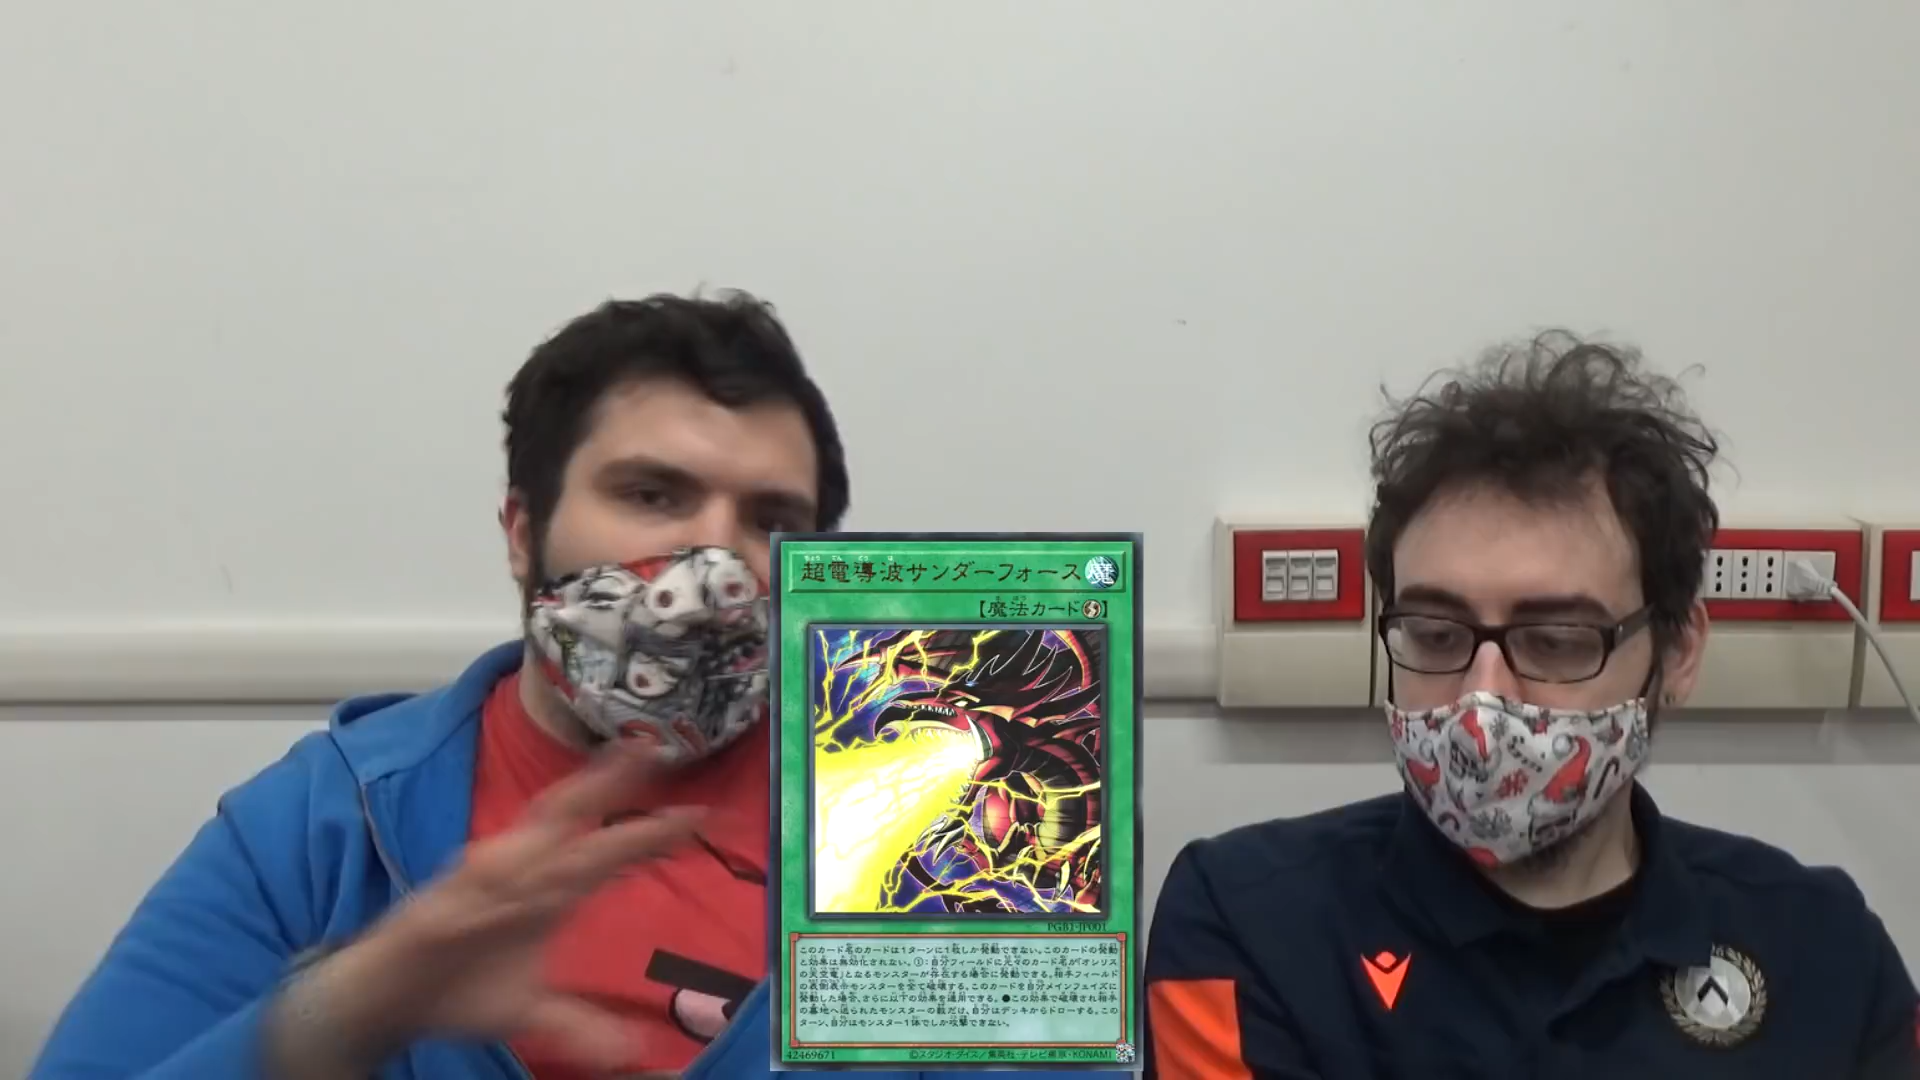 超電導波サンダーフォース
【魔法カード】
PGB1-JP001
このカード名のカードは1ターンに1枚しか発動できない。このカードの発動
と効果は無効化されない。①：自分フィールドに元々のカード名が「オシリス
の天空竜」となるモンスターが存在する場合に発動できる。相手フィールド
の表側表示モンスターを全て破壊する。このカードを自分メインフェイズに
発動した場合、さらに以下の効果を適用できる。●この効果で破壊され相手
の墓地へ送られたモンスターの数だけ、自分はデッキからドローする。この
ターン、自分はモンスター1体でしか攻撃できない。
42469671 ©スタジオ・ダイス／集英社・テレビ東京・KONAMI